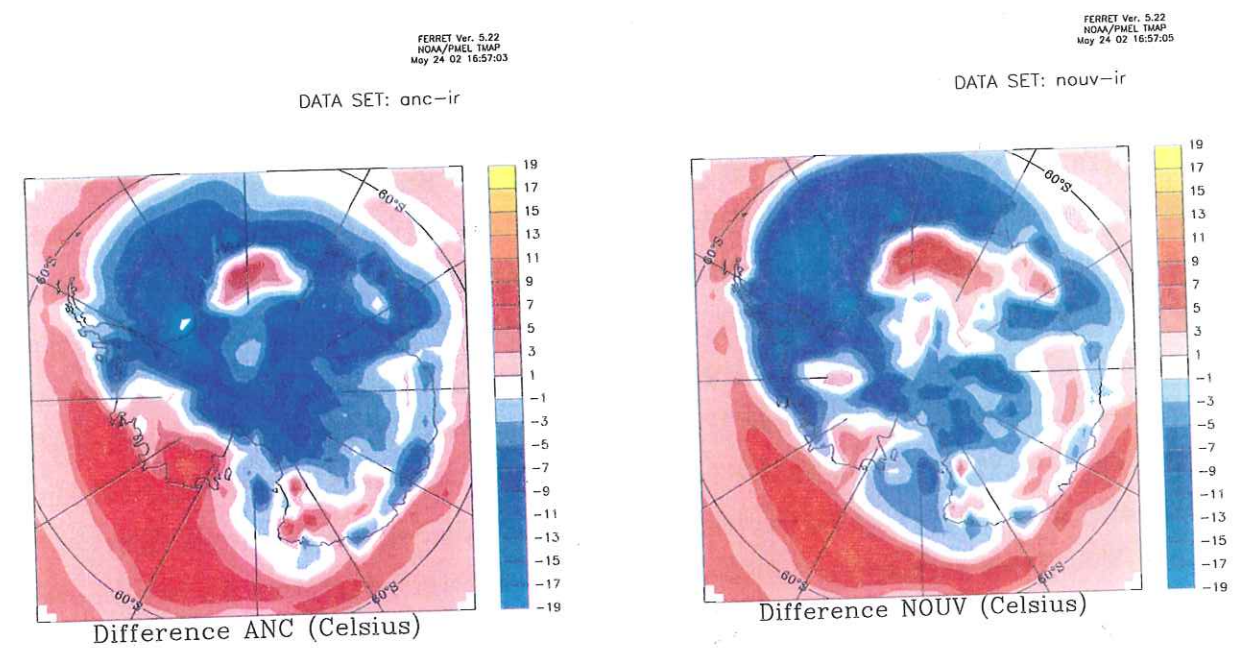 FERRET Ver. 5.22
NOAA/PMEL TMAP
May 24 02 16:57:03
DATA SET: anc-ir
60°S
60°S
60°S
60°S
19
17
15
13
11
9
7
5
3
1
-1
-3
-5
-7
-9
-11
-13
-15
-17
-19
Difference ANC (Celsius)
FERRET Ver. 5.22
NOAA/PMEL TMAP
May 24 02 16:57:05
DATA SET: nouv-ir
60°S
60°S
60°S
60°S
19
17
15
13
11
9
7
5
3
1
-1
-3
-5
-7
-9
-11
-13
-15
-17
-19
Difference NOUV (Celsius)